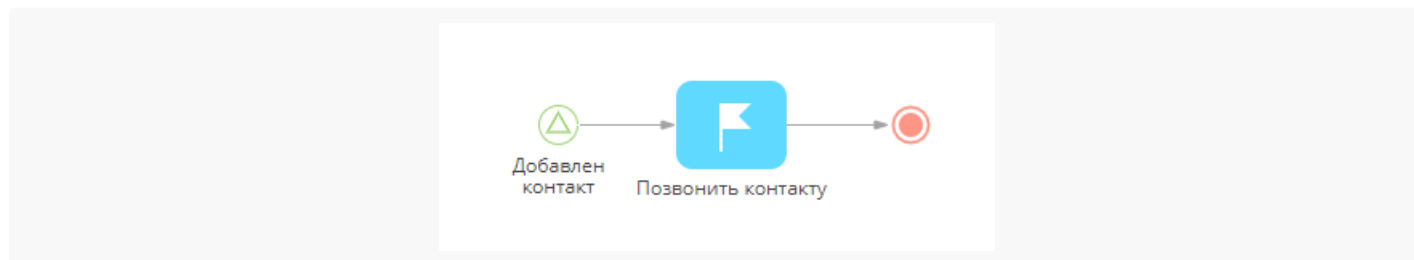 Добавлен
контакт
Позвонить контакту